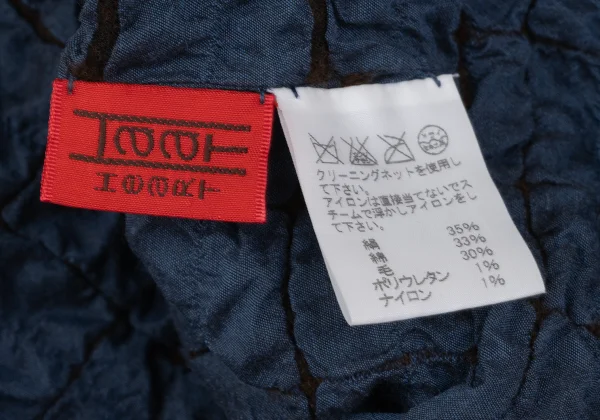 HaaT
HEART
クリーニングネットを使用し
て下さい。
アイロンは直接当てないでス
チームで浮かしアイロンをし
て下さい。
絹 35%
綿 33%
毛 30%
ポリウレタン 1%
ナイロン 1%